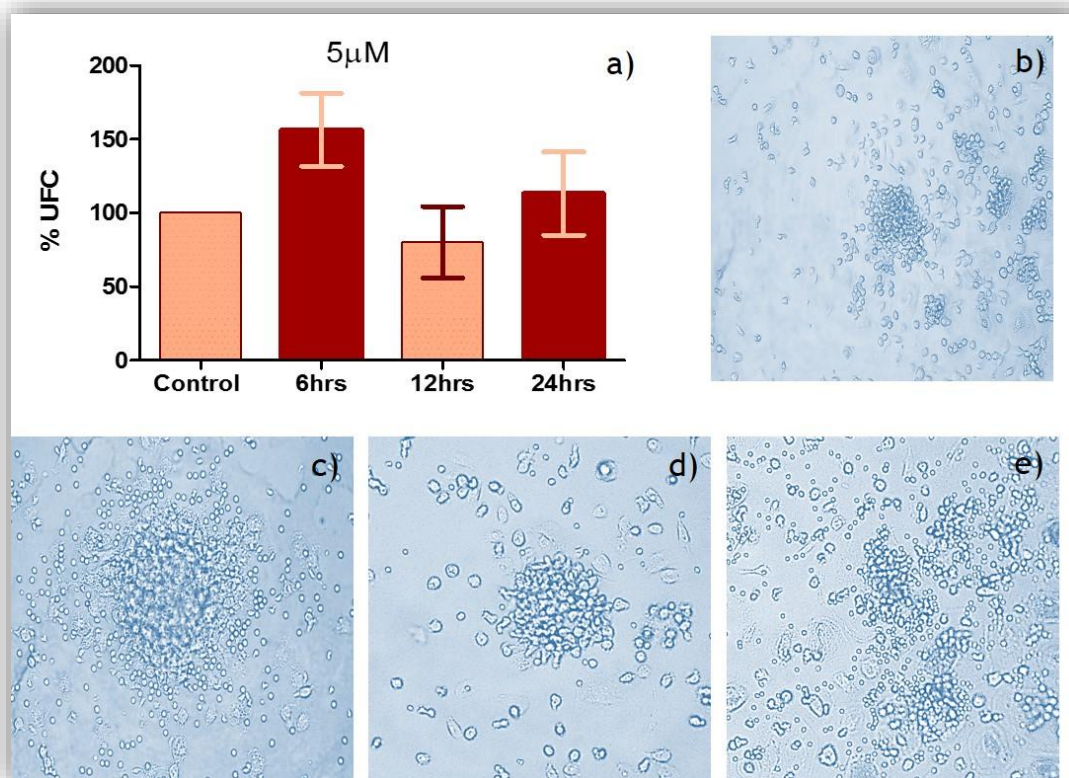 5μM
a)
200
150
100
50
0
% UFC
Control 6hrs 12hrs 24hrs
b)
c)
d)
e)